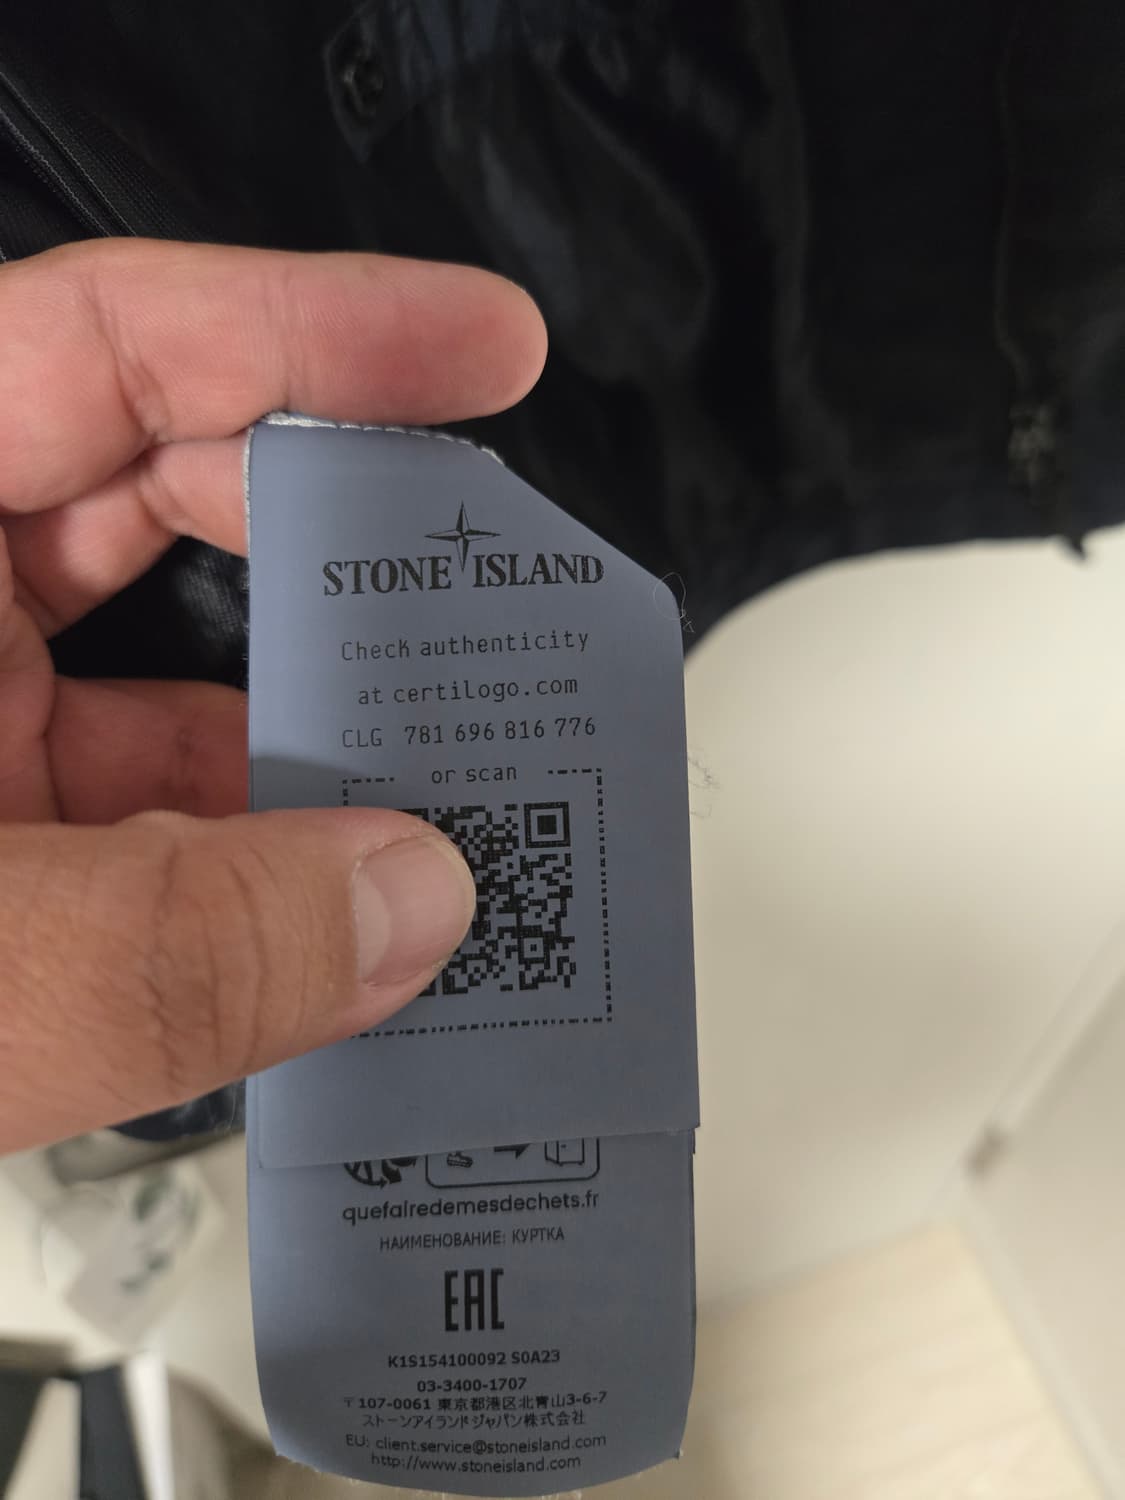 STONE ISLAND
Check authenticity
at certilogo.com
CLG 781 696 816 776
or scan
quefairedemesdechets.fr
НАИМЕНОВАНИЕ: КУРТКА
EAC
K1S154100092 S0A23
03-3400-1707
〒107-0061 東京都港区北青山3-6-7
ストーンアイランドジャパン株式会社
EU: client.service@stoneisland.com
http://www.stoneisland.com